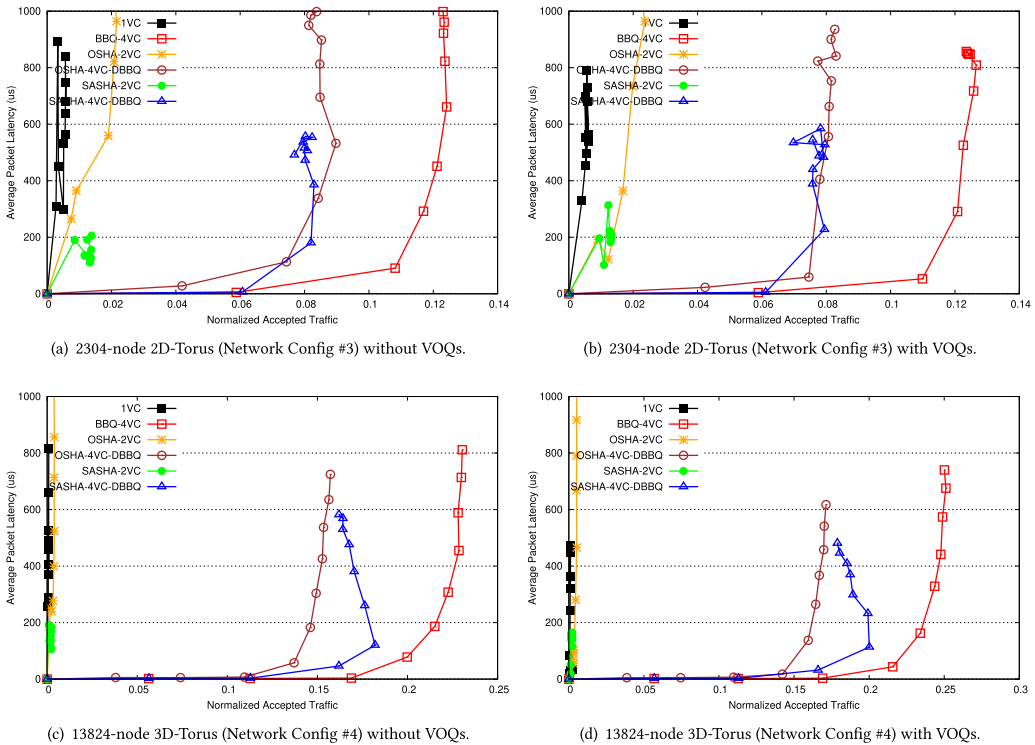 1000
800
600
400
200
0
Average Packet Latency (us)
1VC
BBQ-4VC
OSHA-2VC
OSHA-4VC-DBBQ
SASHA-2VC
SASHA-4VC-DBBQ
0 0.02 0.04 0.06 0.08 0.1 0.12 0.14
Normalized Accepted Traffic
(a) 2304-node 2D-Torus (Network Config #3) without VOQs.
1000
800
600
400
200
0
Average Packet Latency (us)
1VC
BBQ-4VC
OSHA-2VC
OSHA-4VC-DBBQ
SASHA-2VC
SASHA-4VC-DBBQ
0 0.02 0.04 0.06 0.08 0.1 0.12 0.14
Normalized Accepted Traffic
(b) 2304-node 2D-Torus (Network Config #3) with VOQs.
1000
800
600
400
200
0
Average Packet Latency (us)
1VC
BBQ-4VC
OSHA-2VC
OSHA-4VC-DBBQ
SASHA-2VC
SASHA-4VC-DBBQ
0 0.05 0.1 0.15 0.2 0.25
Normalized Accepted Traffic
(c) 13824-node 3D-Torus (Network Config #4) without VOQs.
1000
800
600
400
200
0
Average Packet Latency (us)
1VC
BBQ-4VC
OSHA-2VC
OSHA-4VC-DBBQ
SASHA-2VC
SASHA-4VC-DBBQ
0 0.05 0.1 0.15 0.2 0.25 0.3
Normalized Accepted Traffic
(d) 13824-node 3D-Torus (Network Config #4) with VOQs.